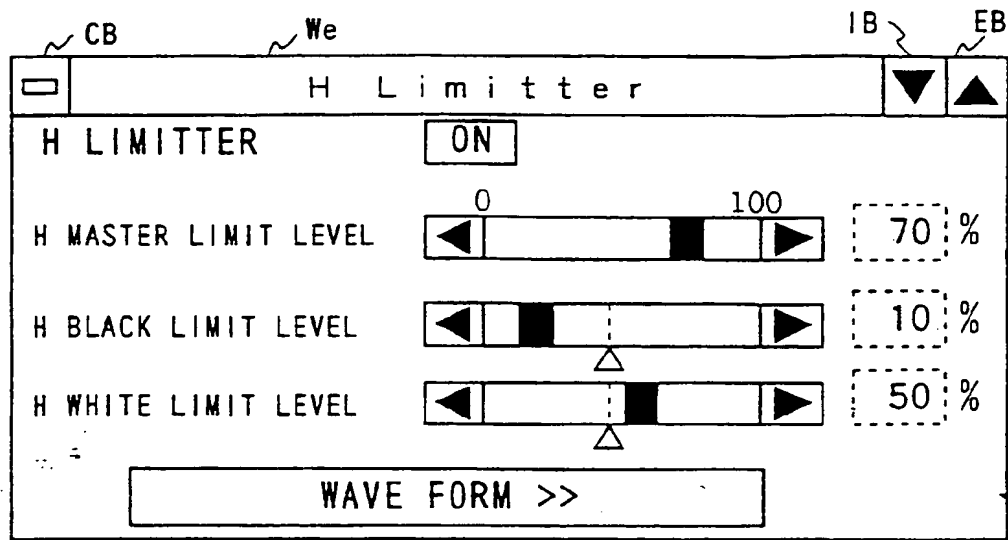 CB We IB EB
H Limitter
H LIMITTER ON
0 100
H MASTER LIMIT LEVEL 70 %
H BLACK LIMIT LEVEL 10 %
H WHITE LIMIT LEVEL 50 %
WAVE FORM >>